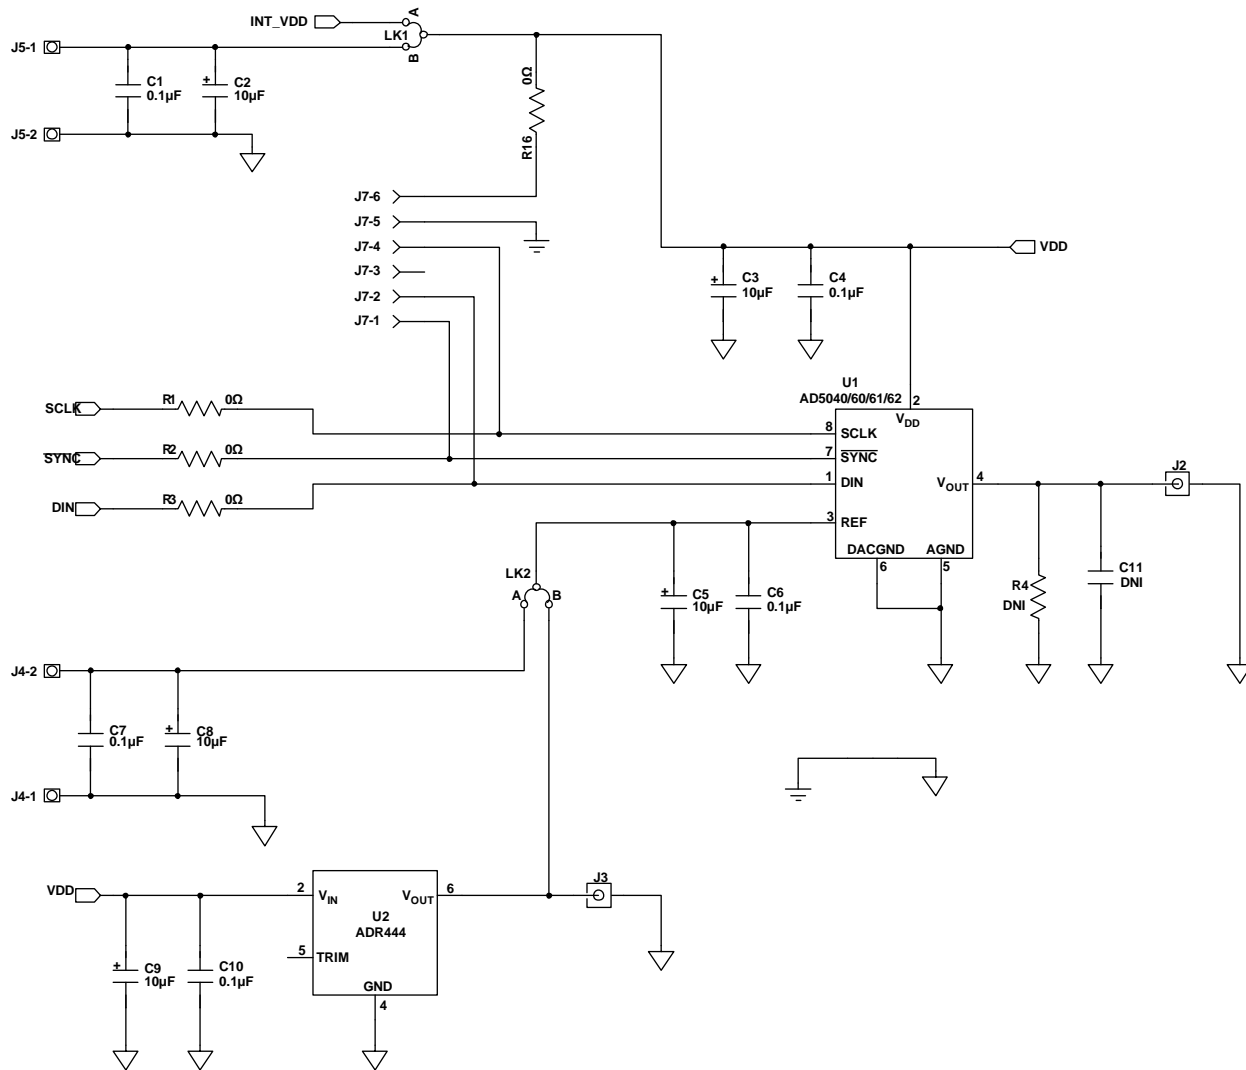 INT_VDD
A
LK1
B
J5-1
C1
0.1µF
+
C2
10µF
J5-2
0Ω
R16
J7-6
J7-5
J7-4
J7-3
J7-2
J7-1
VDD
+
C3
10µF
C4
0.1µF
U1
AD5040/60/61/62
2
VDD
SCLK
R1
0Ω
8
SCLK
SYNC
R2
0Ω
7
SYNC
DIN
R3
0Ω
1
DIN
VOUT
4
J2
3
REF
DACGND
AGND
6
5
LK2
A
B
+
C5
10µF
C6
0.1µF
R4
DNI
C11
DNI
J4-2
C7
0.1µF
+
C8
10µF
J4-1
VDD
2
VIN
VOUT
6
J3
U2
ADR444
5
TRIM
+
C9
10µF
C10
0.1µF
GND
4